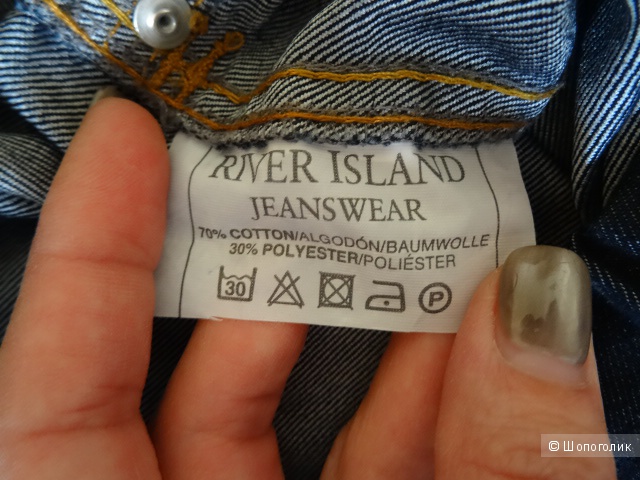 RIVER ISLAND
JEANSWEAR
70% COTTON/ALGODÓN/BAUMWOLLE
30% POLYESTER/POLIÉSTER
30 P
© Шопоголик